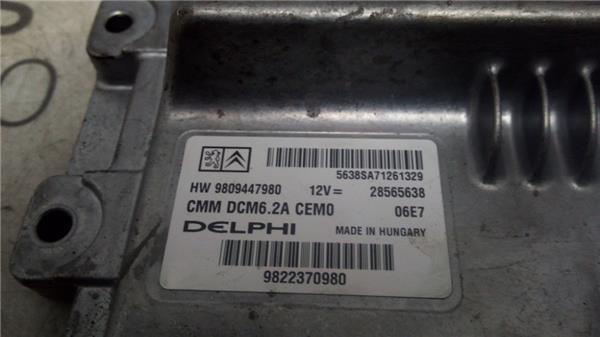 5638SA71261329
HW 9809447980 12V= 28565638
CMM DCM6.2A CEM0 06E7
DELPHI MADE IN HUNGARY
9822370980